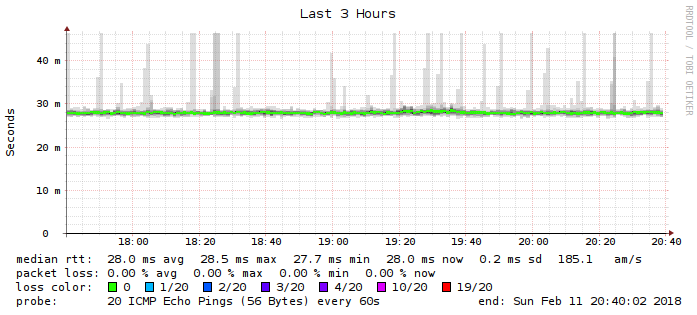 Last 3 Hours
RRDTOOL / TOBI OETIKER
Seconds
40 m
30 m
20 m
10 m
0
18:00 18:20 18:40 19:00 19:20 19:40 20:00 20:20 20:40
median rtt: 28.0 ms avg 28.5 ms max 27.7 ms min 28.0 ms now 0.2 ms sd 185.1 am/s
packet loss: 0.00 % avg 0.00 % max 0.00 % min 0.00 % now
loss color: 0 1/20 2/20 3/20 4/20 10/20 19/20
probe: 20 ICMP Echo Pings (56 Bytes) every 60s end: Sun Feb 11 20:40:02 2018